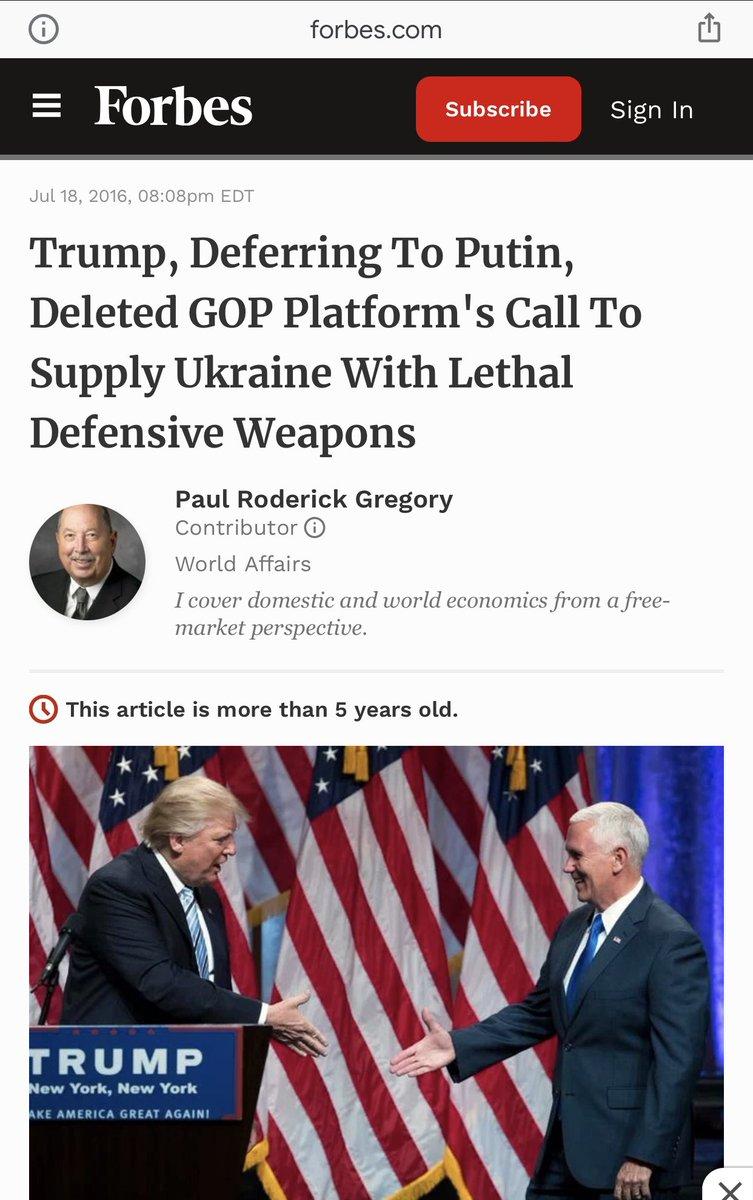 forbes.com
Forbes
Subscribe
Sign In
Jul 18, 2016, 08:08pm EDT
Trump, Deferring To Putin,
Deleted GOP Platform's Call To
Supply Ukraine With Lethal
Defensive Weapons
Paul Roderick Gregory
Contributor
World Affairs
I cover domestic and world economics from a free-
market perspective.
This article is more than 5 years old.
TRUMP
New York, New York
AKE AMERICA GREAT AGAIN!